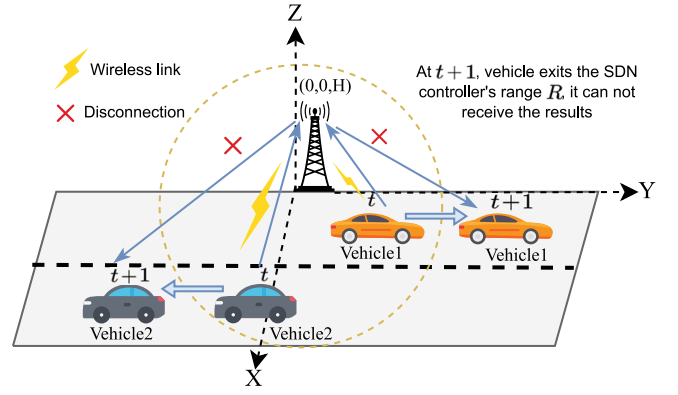 Z
Wireless link
Disconnection
(0,0,H)
At t+1, vehicle exits the SDN
controller's range R, it can not
receive the results
Y
t
t+1
Vehicle1
Vehicle1
t+1
t
Vehicle2
Vehicle2
X